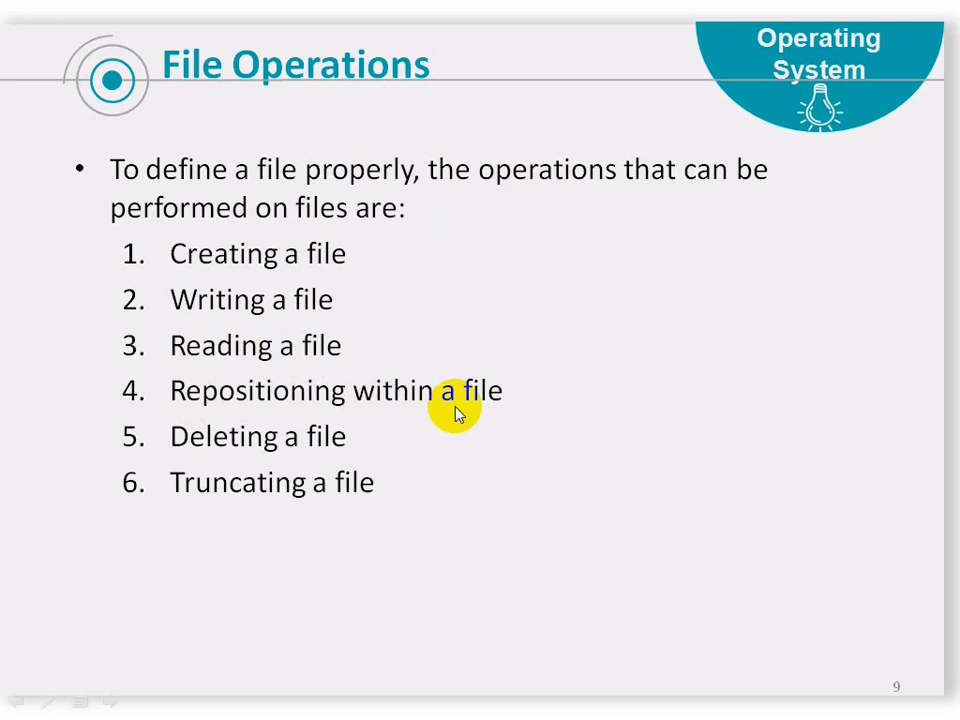 File Operations
Operating
System
• To define a file properly, the operations that can be
performed on files are:
1. Creating a file
2. Writing a file
3. Reading a file
4. Repositioning within a file
5. Deleting a file
6. Truncating a file
9